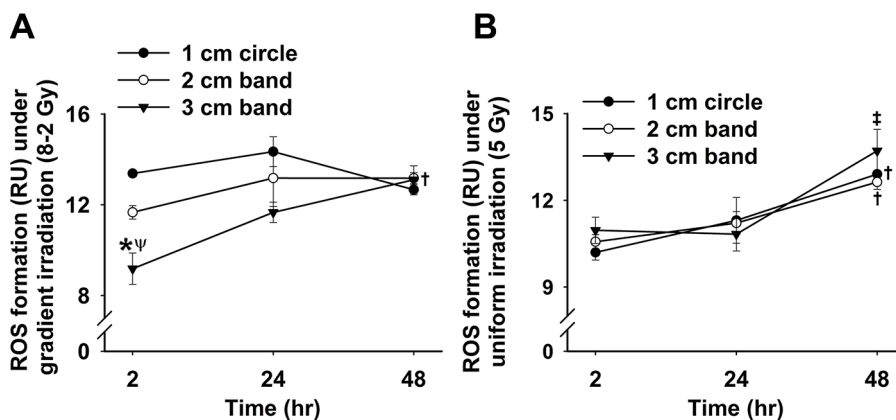 A
1 cm circle
2 cm band
3 cm band
ROS formation (RU) under
gradient irradiation (8-2 Gy)
16
12
8
0
*ψ
†
2
24
48
Time (hr)
B
1 cm circle
2 cm band
3 cm band
ROS formation (RU) under
uniform irradiation (5 Gy)
15
12
9
0
‡
†
†
2
24
48
Time (hr)